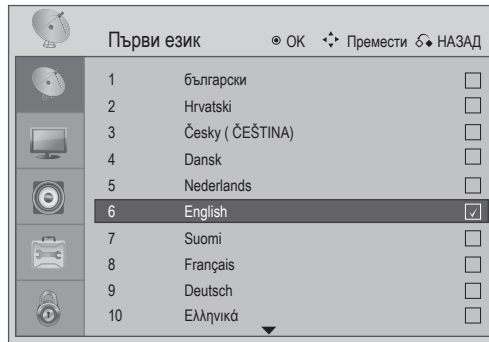 Първи език ◉ OK Премести НАЗАД
1 български
2 Hrvatski
3 Česky ( ČEŠTINA)
4 Dansk
5 Nederlands
6 English
7 Suomi
8 Français
9 Deutsch
10 Ελληνικά